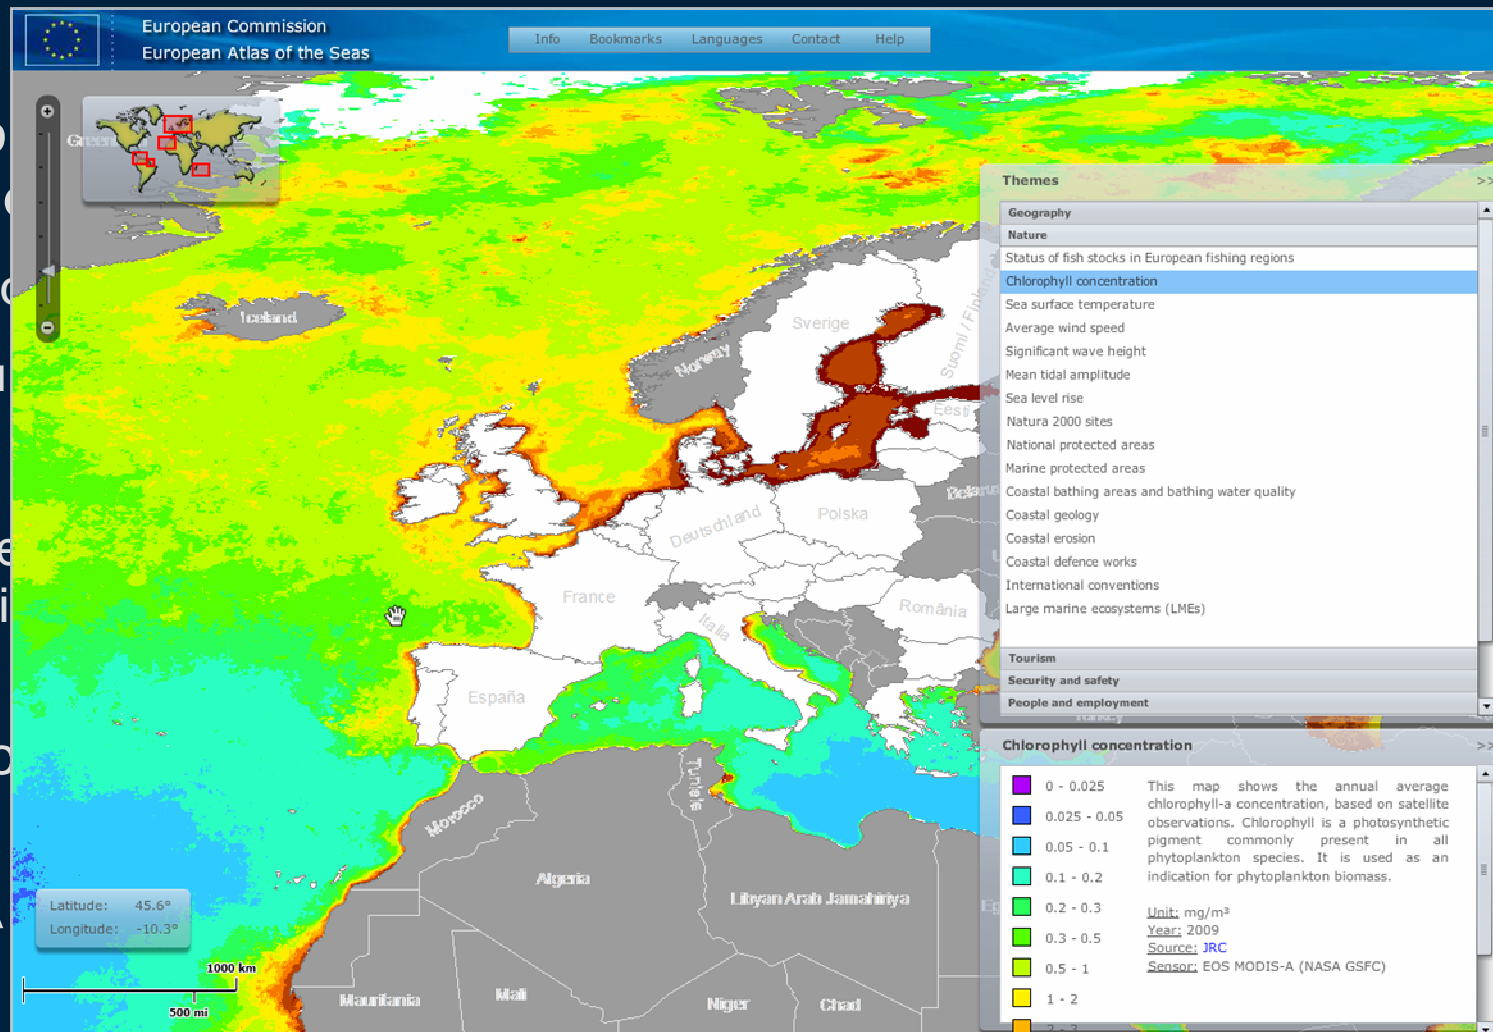 European Commission
European Atlas of the Seas
Info Bookmarks Languages Contact Help
Iceland
Norway
Sverige
Suomi / Finland
Eesti
Deutschland
Polska
France
România
Italia
España
Morocco
Algeria
Libyan Arab Jamahiriya
Mauritania
Mali
Niger
Chad
Latitude: 45.6°
Longitude: -10.3°
1000 km
500 mi
Themes >>
Geography
Nature
Status of fish stocks in European fishing regions
Chlorophyll concentration
Sea surface temperature
Average wind speed
Significant wave height
Mean tidal amplitude
Sea level rise
Natura 2000 sites
National protected areas
Marine protected areas
Coastal bathing areas and bathing water quality
Coastal geology
Coastal erosion
Coastal defence works
International conventions
Large marine ecosystems (LMEs)
Tourism
Security and safety
People and employment
Chlorophyll concentration >>
0 - 0.025
0.025 - 0.05
0.05 - 0.1
0.1 - 0.2
0.2 - 0.3
0.3 - 0.5
0.5 - 1
1 - 2
2 - 3
This map shows the annual average
chlorophyll-a concentration, based on satellite
observations. Chlorophyll is a photosynthetic
pigment commonly present in all
phytoplankton species. It is used as an
indication for phytoplankton biomass.
Unit: mg/m³
Year: 2009
Source: JRC
Sensor: EOS MODIS-A (NASA GSFC)